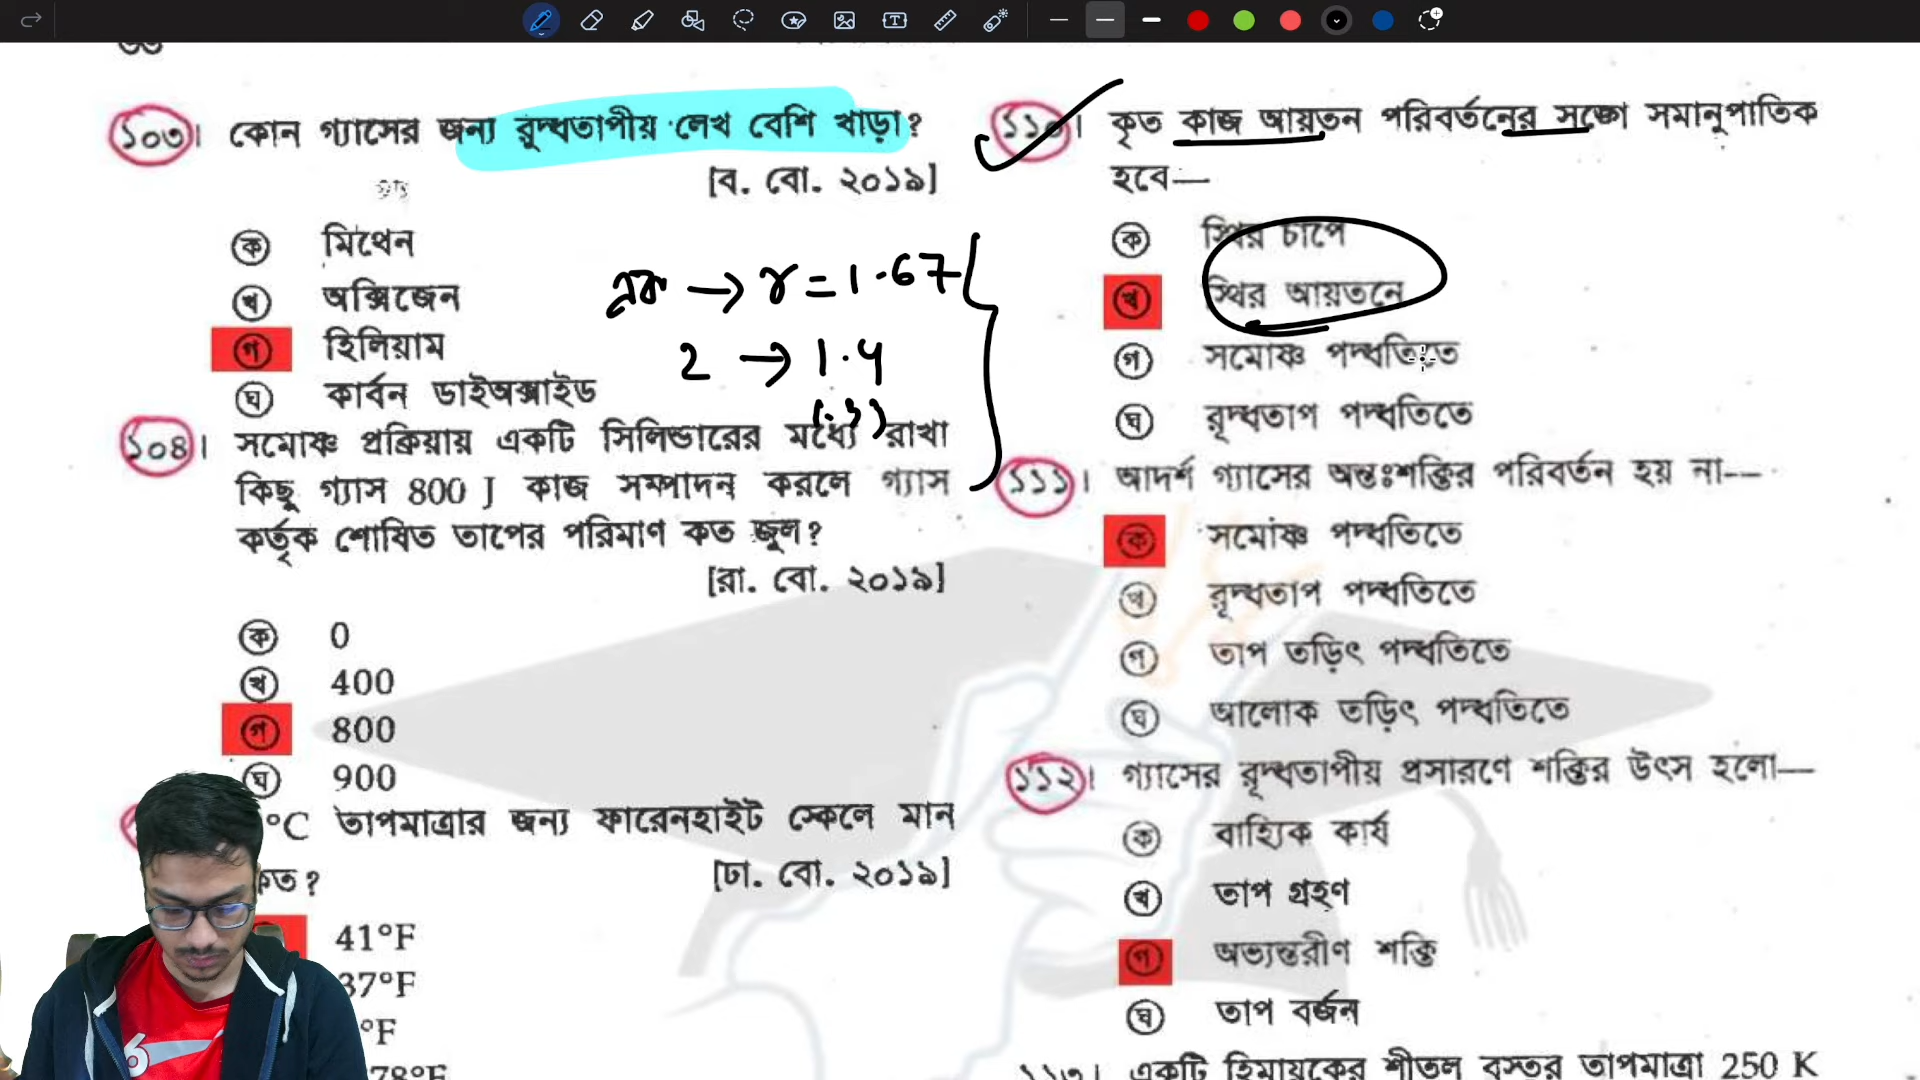 ১০৩। কোন গ্যাসের জন্য রুদ্ধতাপীয় লেখ বেশি খাড়া?
[ব. বো. ২০১৯]
ক মিথেন
খ অক্সিজেন
গ হিলিয়াম
ঘ কার্বন ডাইঅক্সাইড
এক → γ = 1.67
2 → 1.4
১০৪। সমোষ্ণ প্রক্রিয়ায় একটি সিলিন্ডারের মধ্যে রাখা
কিছু গ্যাস 800 J কাজ সম্পাদন করলে গ্যাস
কর্তৃক শোষিত তাপের পরিমাণ কত জুল?
[রা. বো. ২০১৯]
ক 0
খ 400
গ 800
ঘ 900
°C তাপমাত্রার জন্য ফারেনহাইট স্কেলে মান
কত?
[ঢা. বো. ২০১৯]
41°F
37°F
°F
78°F
১১০। কৃত কাজ আয়তন পরিবর্তনের সঙ্গে সমানুপাতিক
হবে—
ক স্থির চাপে
খ স্থির আয়তনে
গ সমোষ্ণ পদ্ধতিতে
ঘ রুদ্ধতাপ পদ্ধতিতে
১১১। আদর্শ গ্যাসের অন্তঃশক্তির পরিবর্তন হয় না—
ক সমোষ্ণ পদ্ধতিতে
খ রুদ্ধতাপ পদ্ধতিতে
গ তাপ তড়িৎ পদ্ধতিতে
ঘ আলোক তড়িৎ পদ্ধতিতে
১১২। গ্যাসের রুদ্ধতাপীয় প্রসারণে শক্তির উৎস হলো—
ক বাহ্যিক কার্য
খ তাপ গ্রহণ
গ অভ্যন্তরীণ শক্তি
ঘ তাপ বর্জন
১১৩। একটি হিমায়কের শীতল বস্তুর তাপমাত্রা 250 K